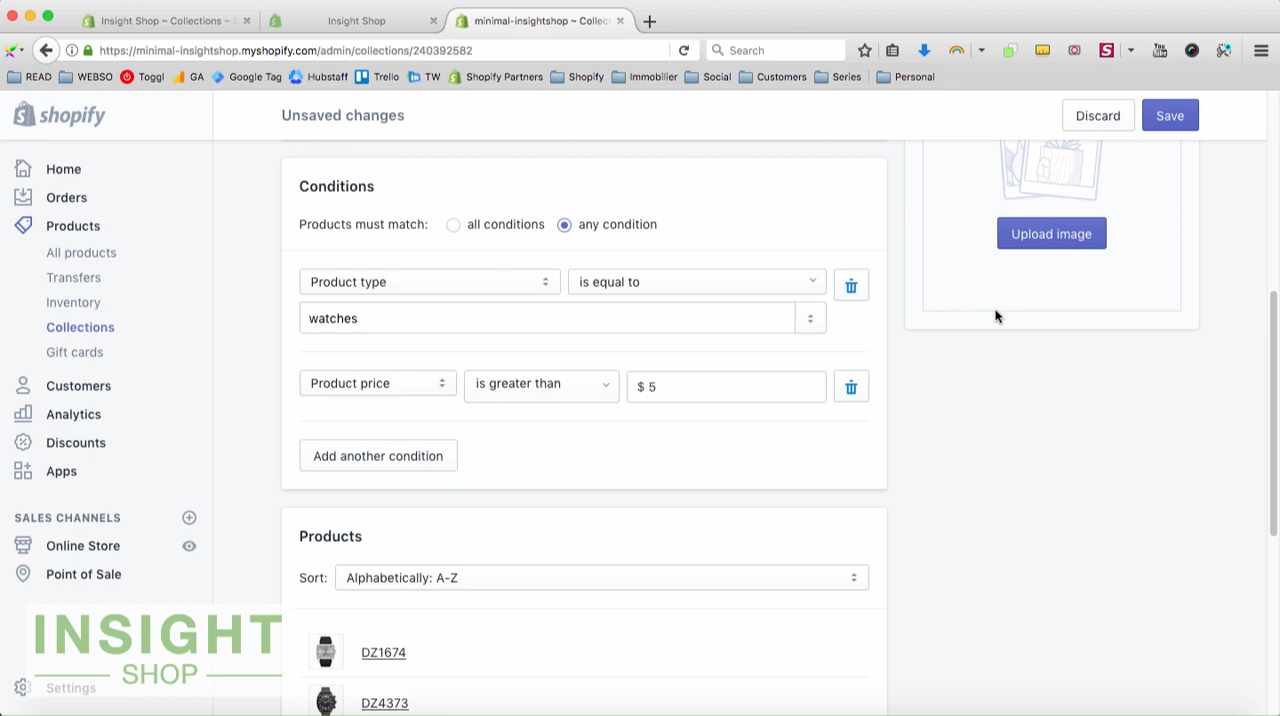 Insight Shop ~ Collections ~ S
Insight Shop
minimal-insightshop ~ Collect
https://minimal-insightshop.myshopify.com/admin/collections/240392582
Search
READ
WEBSO
Toggl
GA
Google Tag
Hubstaff
Trello
TW
Shopify Partners
Shopify
Immobilier
Social
Customers
Series
Personal
shopify
Unsaved changes
Discard
Save
Home
Orders
Products
All products
Transfers
Inventory
Collections
Gift cards
Customers
Analytics
Discounts
Apps
SALES CHANNELS
Online Store
Point of Sale
Settings
INSIGHT
SHOP
Conditions
Products must match: all conditions any condition
Product type is equal to
watches
Product price is greater than $ 5
Add another condition
Products
Sort: Alphabetically: A-Z
DZ1674
DZ4373
Upload image